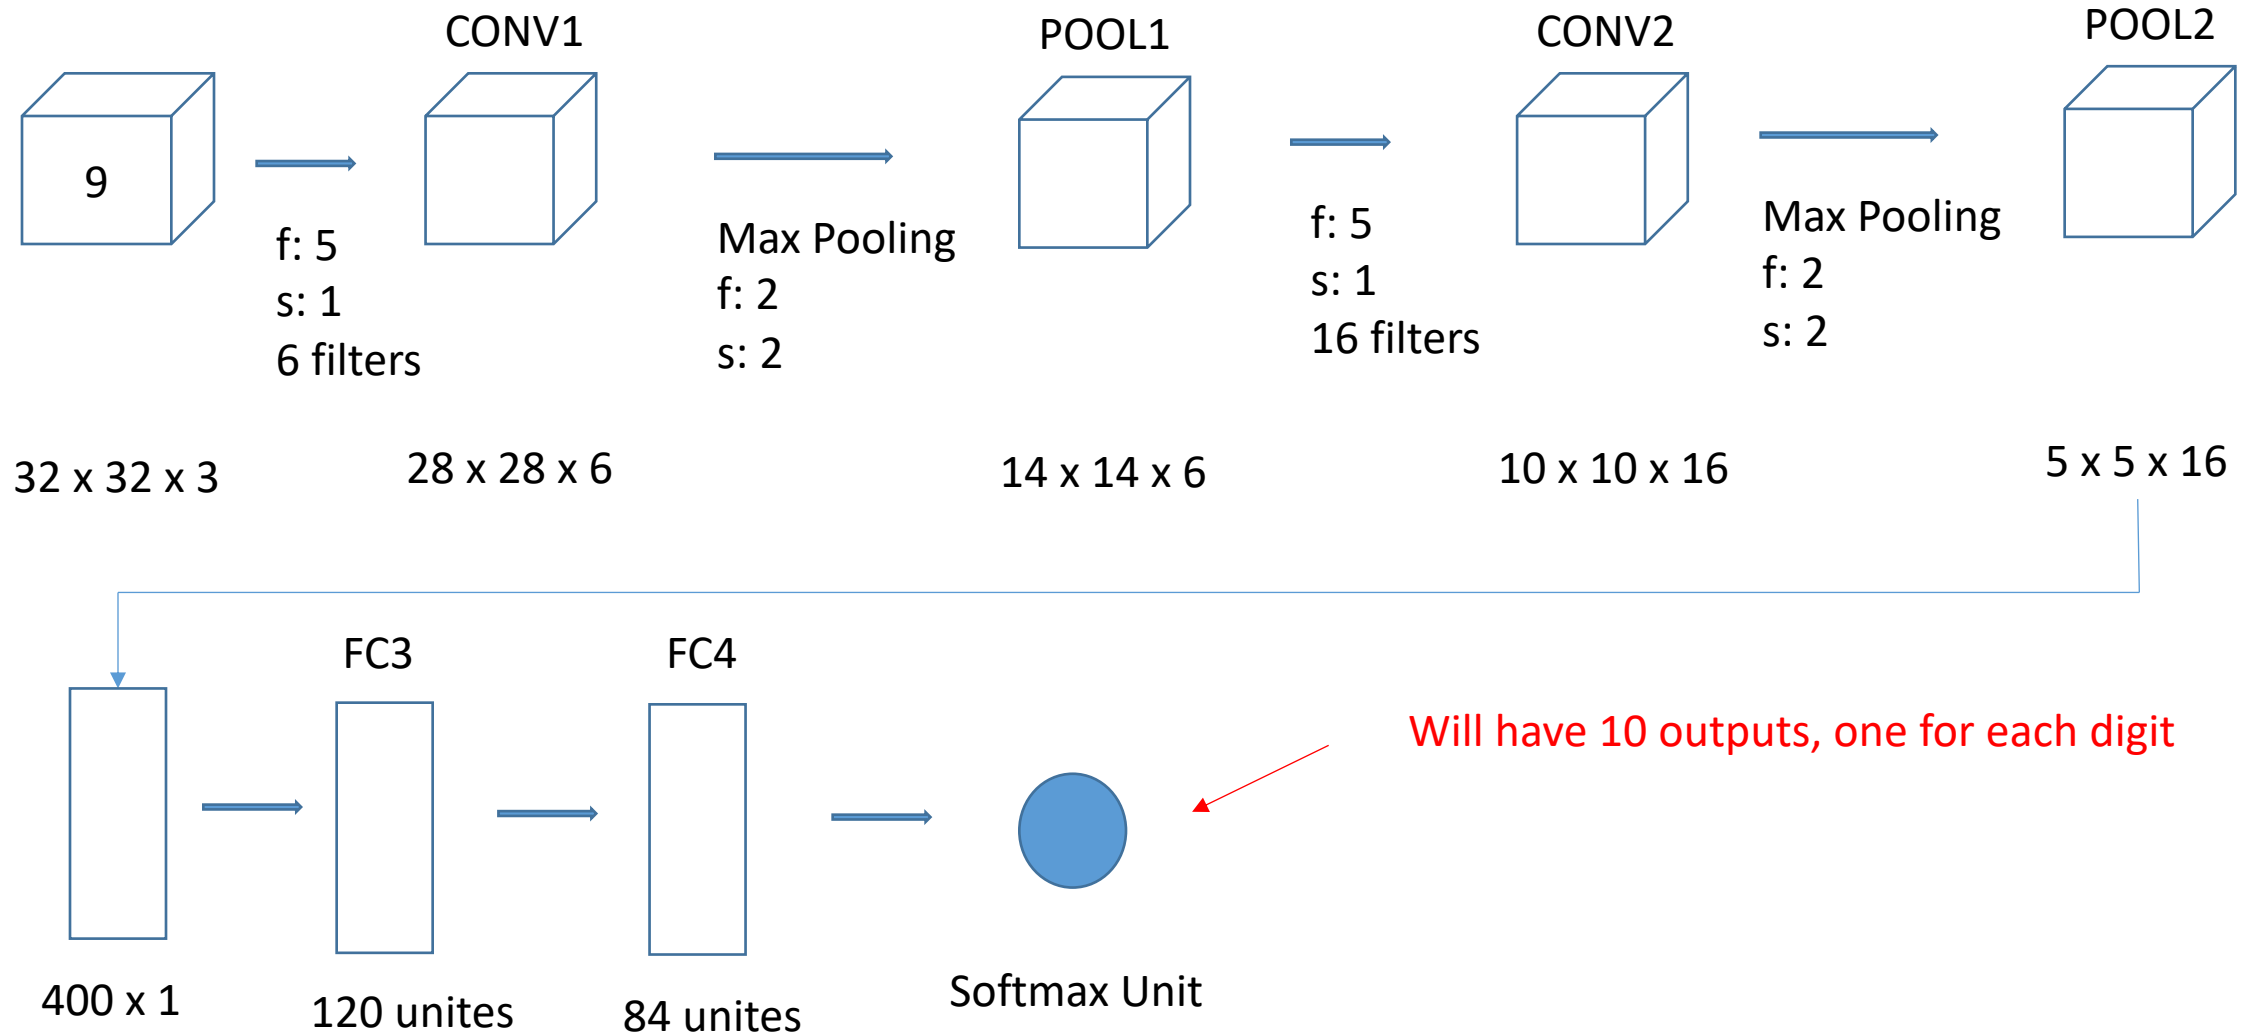 CONV1
POOL1
CONV2
POOL2
9
f: 5
s: 1
6 filters
Max Pooling
f: 2
s: 2
f: 5
s: 1
16 filters
Max Pooling
f: 2
s: 2
32 x 32 x 3
28 x 28 x 6
14 x 14 x 6
10 x 10 x 16
5 x 5 x 16
FC3
FC4
Will have 10 outputs, one for each digit
400 x 1
120 unites
84 unites
Softmax Unit